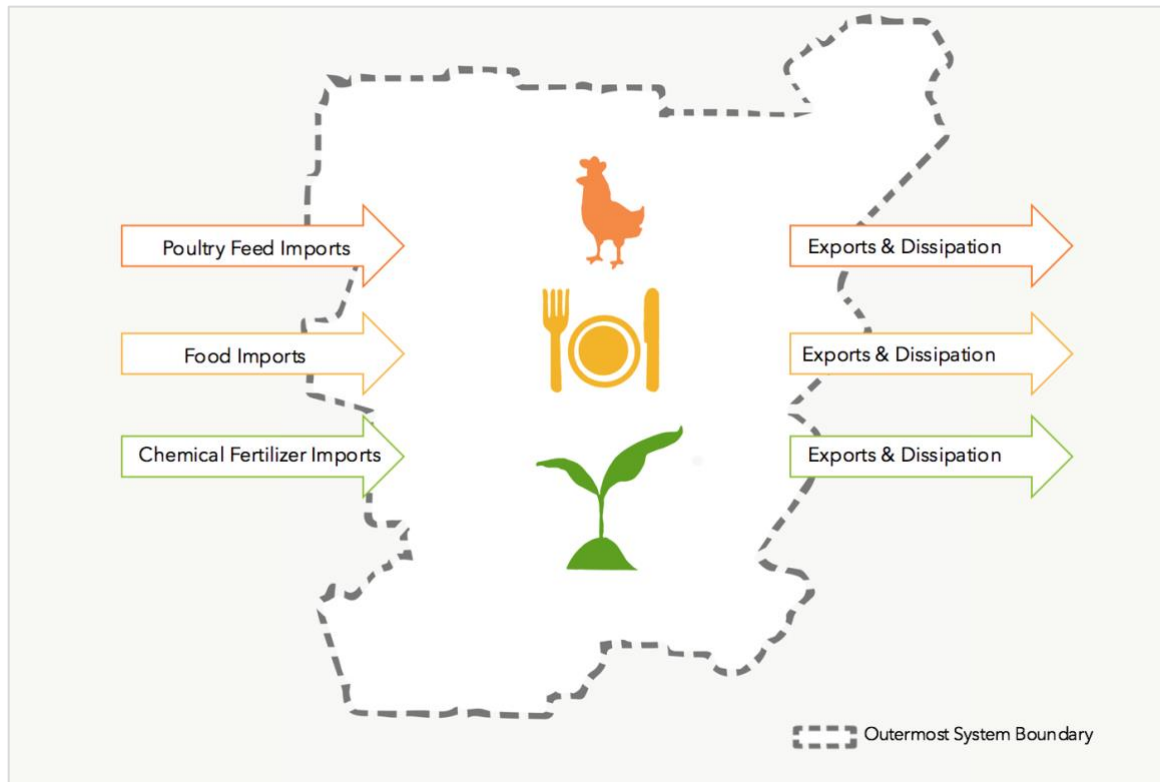 Poultry Feed Imports
Exports & Dissipation
Food Imports
Exports & Dissipation
Chemical Fertilizer Imports
Exports & Dissipation
Outermost System Boundary